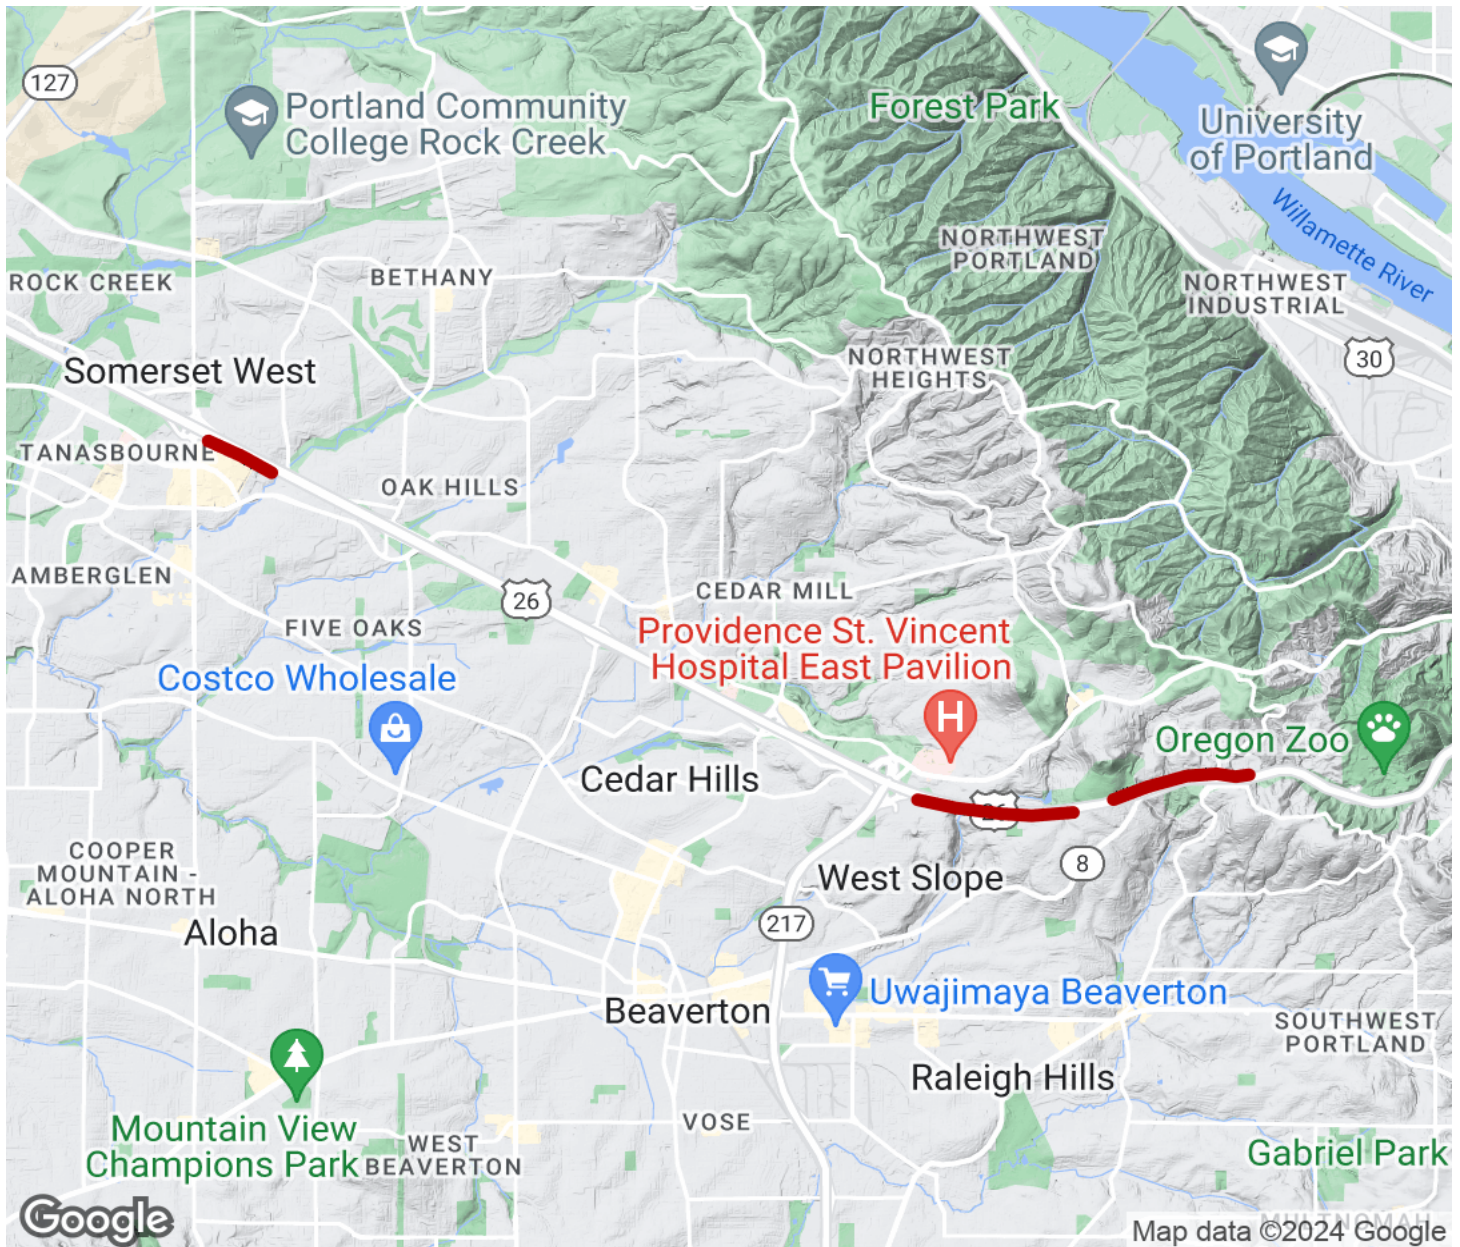 127
Portland Community
College Rock Creek
Forest Park
University
of Portland
Willamette River
NORTHWEST
PORTLAND
ROCK CREEK
BETHANY
NORTHWEST
INDUSTRIAL
30
Somerset West
NORTHWEST
HEIGHTS
TANASBOURNE
OAK HILLS
AMBERGLEN
26
CEDAR MILL
FIVE OAKS
Providence St. Vincent
Hospital East Pavilion
Costco Wholesale
H
Oregon Zoo
Cedar Hills
26
COOPER
MOUNTAIN -
ALOHA NORTH
West Slope
8
Aloha
217
Uwajimaya Beaverton
Beaverton
SOUTHWEST
PORTLAND
Raleigh Hills
VOSE
Mountain View
Champions Park
WEST
BEAVERTON
Gabriel Park
MULTNOMAH
Google
Map data ©2024 Google